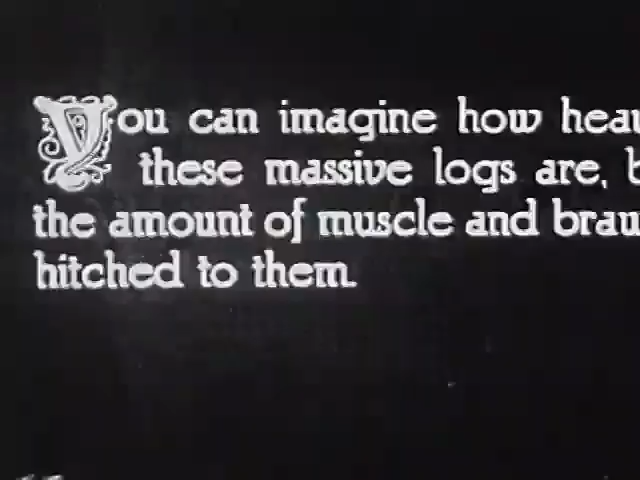 You can imagine how heav
these massive logs are, b
the amount of muscle and braw
hitched to them.